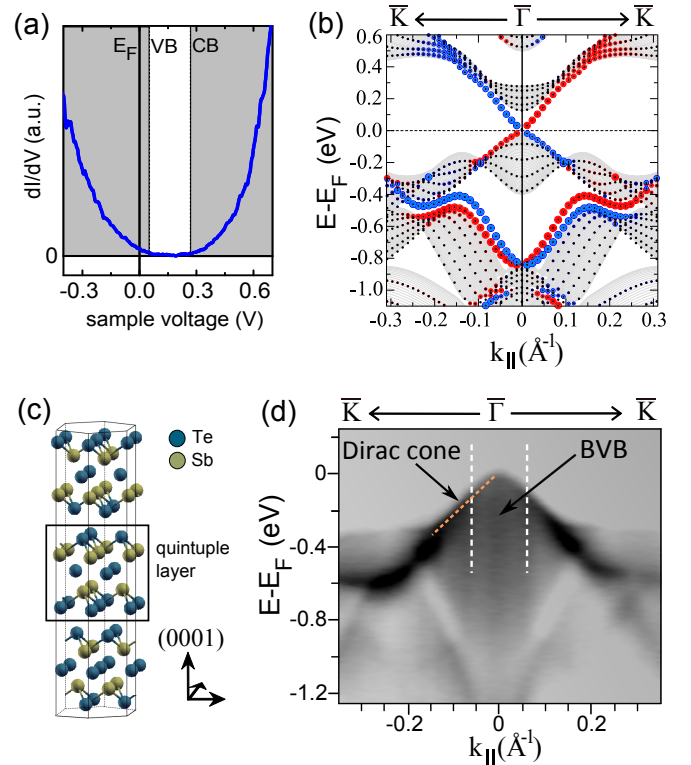 (a)
E_F
VB
CB
dI/dV (a.u.)
0
-0.3
0.0
0.3
0.6
sample voltage (V)
(b)
K̅ ← Γ̅ → K̅
E-E_F (eV)
0.6
0.4
0.2
0.0
-0.2
-0.4
-0.6
-0.8
-1.0
-0.3 -0.2 -0.1 0 0.1 0.2 0.3
k_||(Å⁻¹)
(c)
Te
Sb
quintuple
layer
(0001)
(d)
K̅ ← Γ̅ → K̅
Dirac cone
BVB
E-E_F (eV)
0
-0.4
-0.8
-1.2
-0.2 0 0.2
k_||(Å⁻¹)